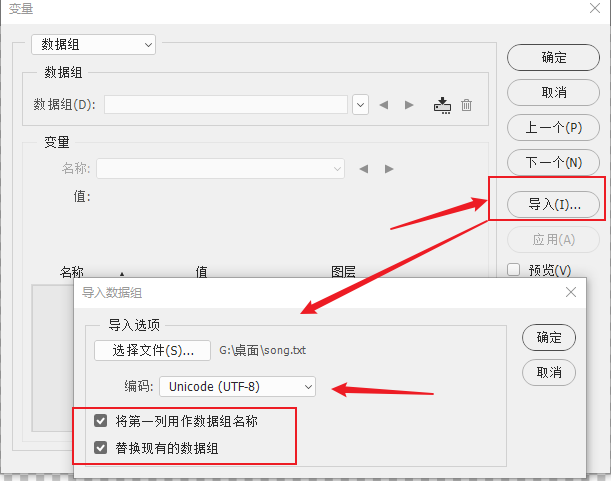 变量
数据组
数据组
数据组(D):
变量
名称:
值:
名称 值 图层
确定
取消
上一个(P)
下一个(N)
导入(I)...
应用(A)
预览(V)
导入数据组
导入选项
选择文件(S)... G:\桌面\song.txt
编码: Unicode (UTF-8)
将第一列用作数据组名称
替换现有的数据组
确定
取消